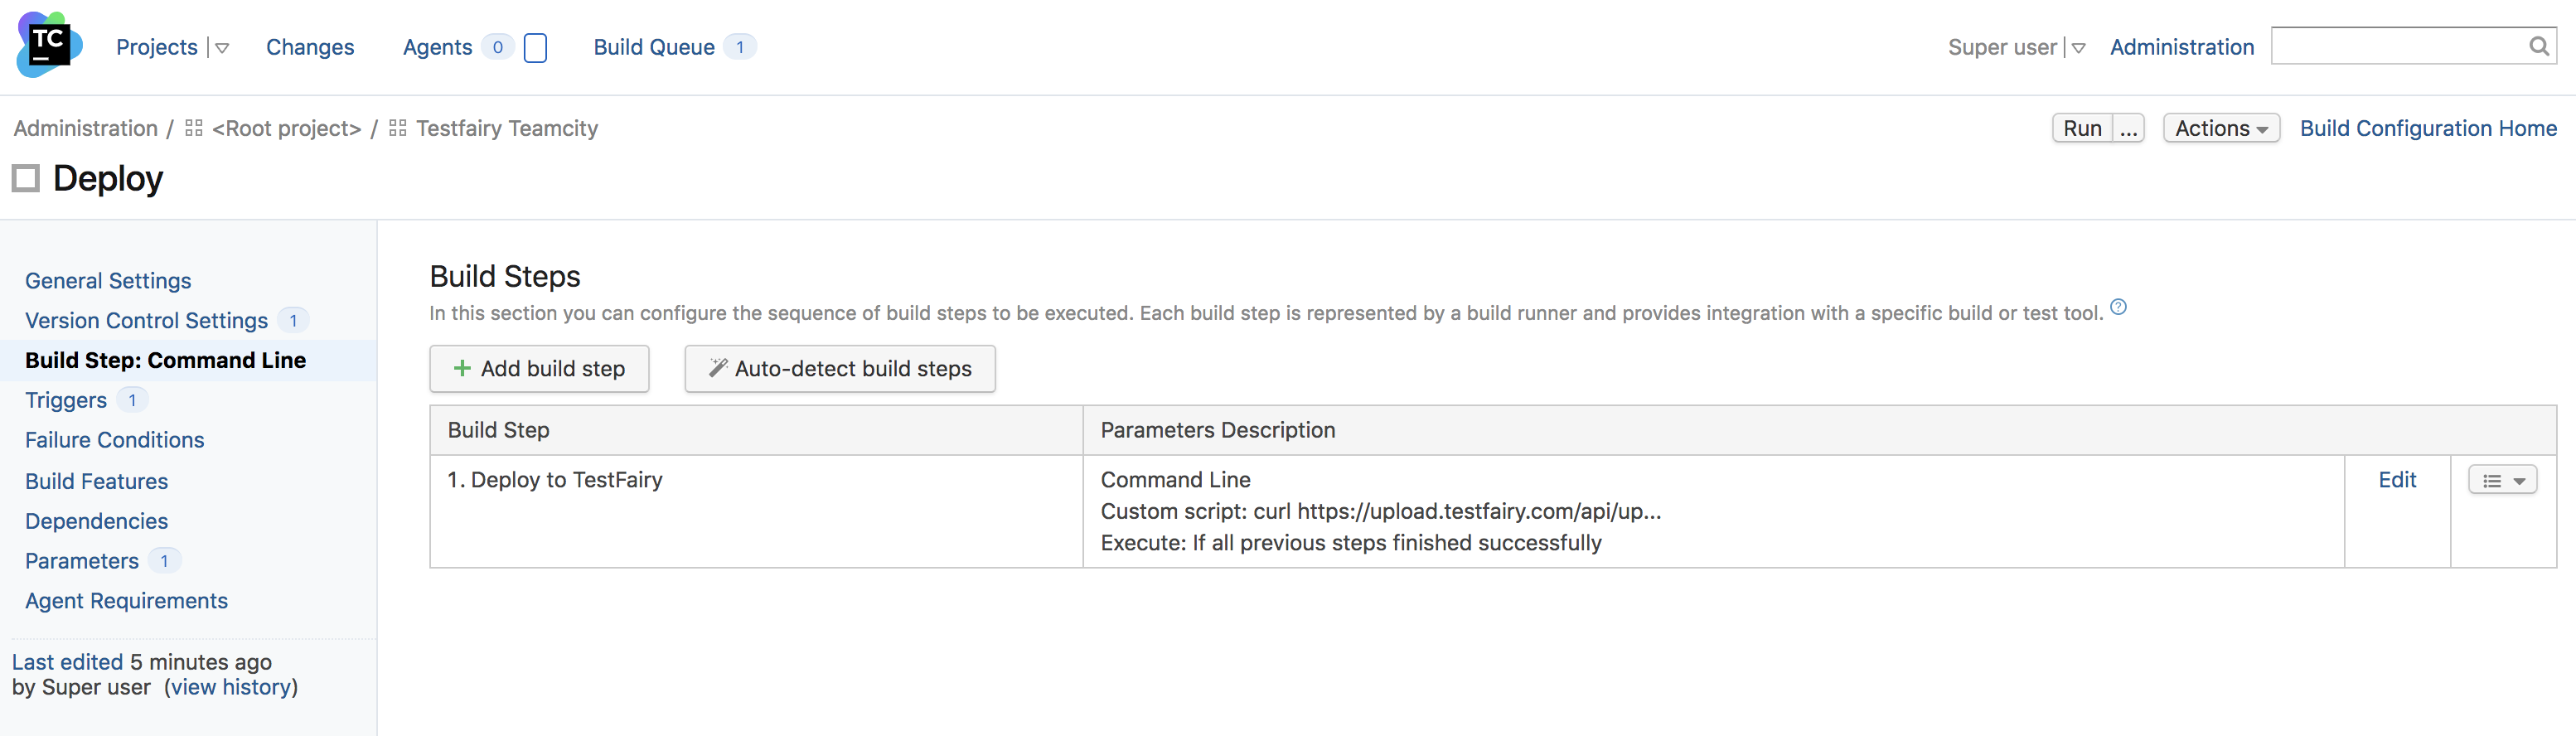 TC
Projects
Changes
Agents 0
Build Queue 1
Super user
Administration
Administration / <Root project> / Testfairy Teamcity
Run ...
Actions
Build Configuration Home
Deploy
General Settings
Version Control Settings 1
Build Step: Command Line
Triggers 1
Failure Conditions
Build Features
Dependencies
Parameters 1
Agent Requirements
Last edited 5 minutes ago
by Super user (view history)
Build Steps
In this section you can configure the sequence of build steps to be executed. Each build step is represented by a build runner and provides integration with a specific build or test tool. ?
+ Add build step
Auto-detect build steps
Build Step
Parameters Description
1. Deploy to TestFairy
Command Line
Custom script: curl https://upload.testfairy.com/api/up...
Execute: If all previous steps finished successfully
Edit